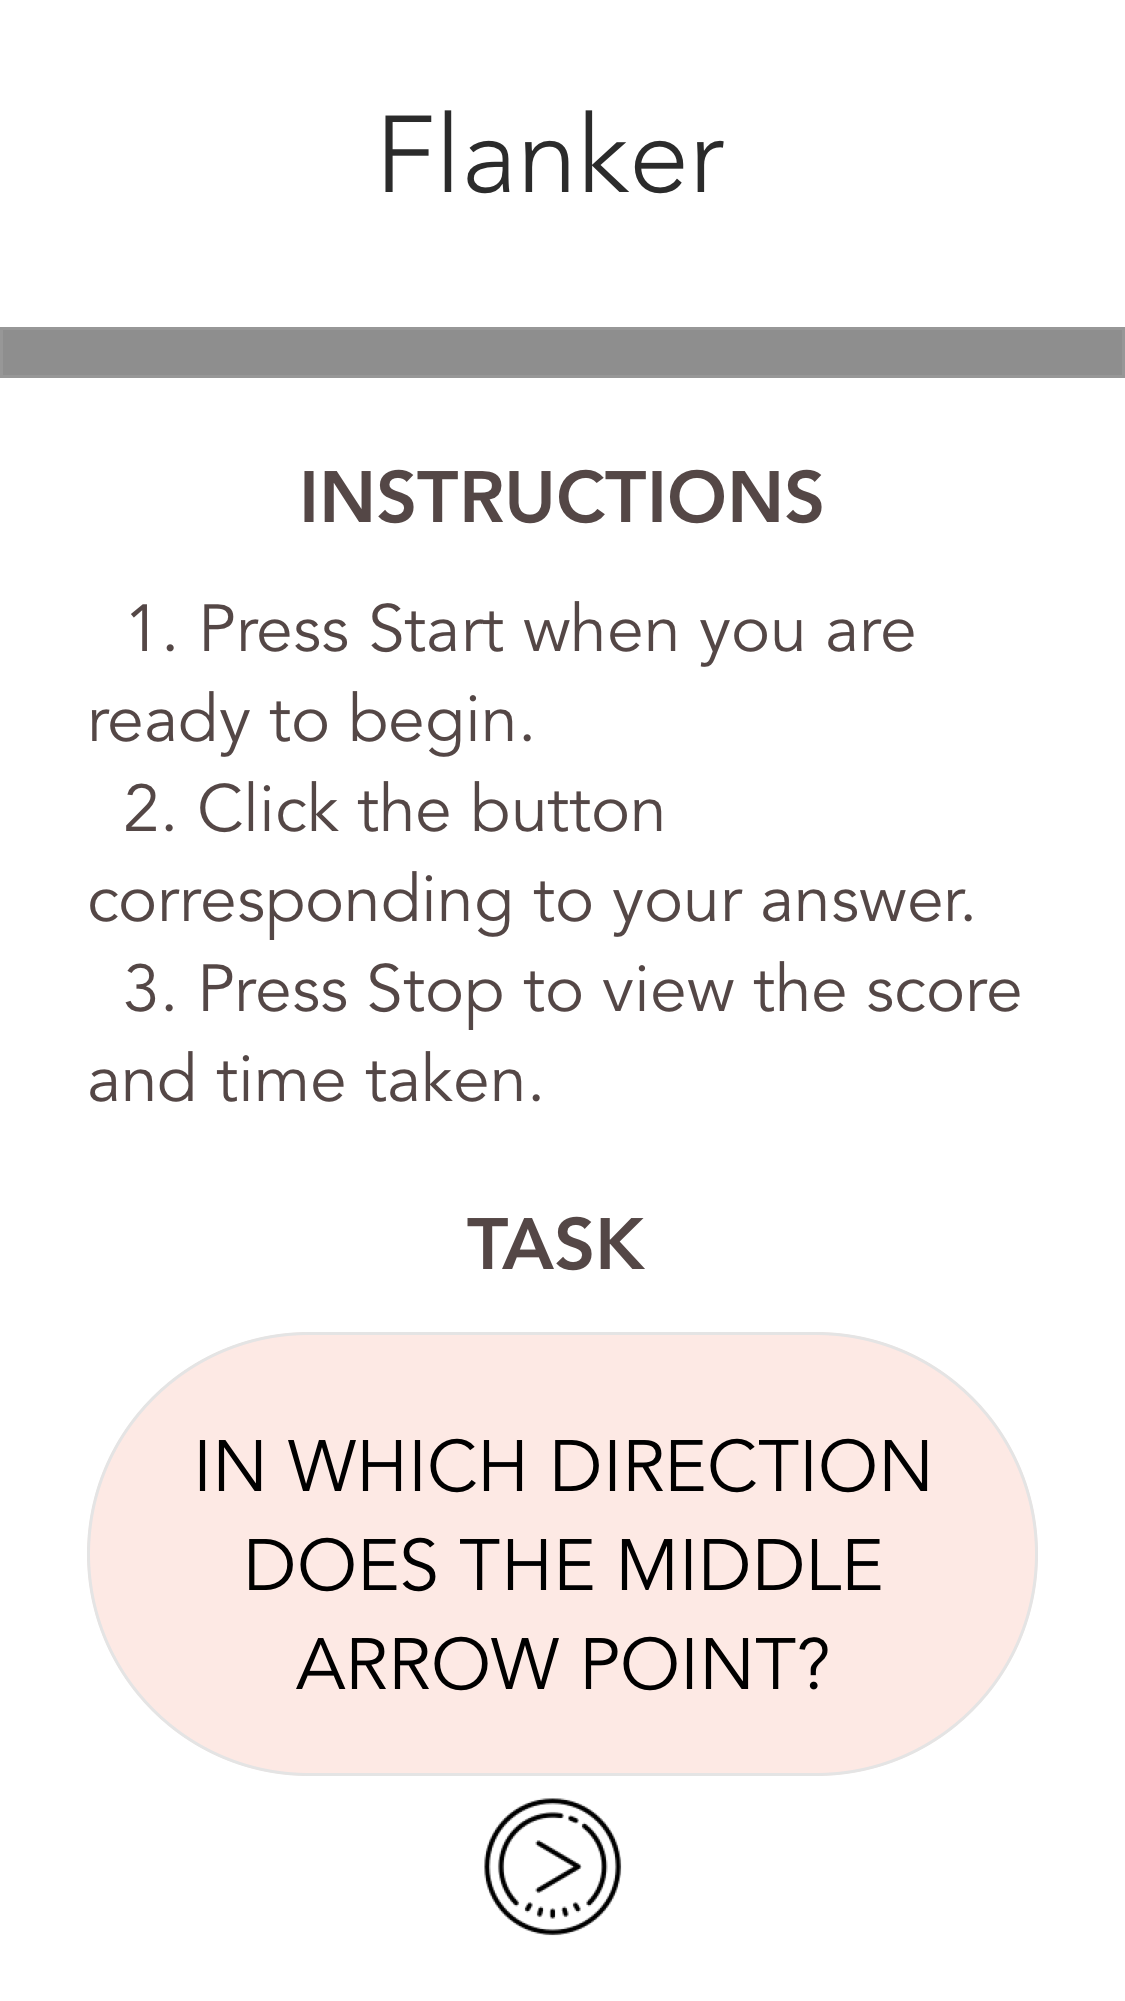 Flanker
INSTRUCTIONS
1. Press Start when you are
ready to begin.
2. Click the button
corresponding to your answer.
3. Press Stop to view the score
and time taken.
TASK
IN WHICH DIRECTION
DOES THE MIDDLE
ARROW POINT?